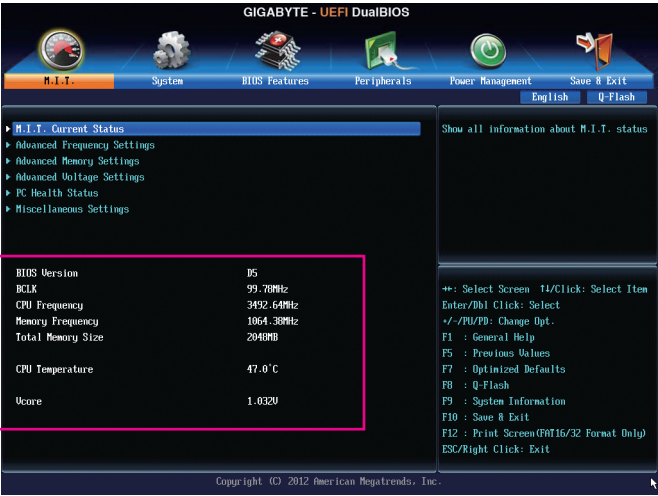 GIGABYTE - UEFI DualBIOS
M.I.T. System BIOS Features Peripherals Power Management Save & Exit
English Q-Flash
M.I.T. Current Status
Advanced Frequency Settings
Advanced Memory Settings
Advanced Voltage Settings
PC Health Status
Miscellaneous Settings
BIOS Version D5
BCLK 99.78MHz
CPU Frequency 3492.64MHz
Memory Frequency 1064.38MHz
Total Memory Size 2048MB
CPU Temperature 47.0°C
Vcore 1.032V
Show all information about M.I.T. status
↔: Select Screen ↑↓/Click: Select Item
Enter/Dbl Click: Select
+/-/PU/PD: Change Opt.
F1 : General Help
F5 : Previous Values
F7 : Optimized Defaults
F8 : Q-Flash
F9 : System Information
F10 : Save & Exit
F12 : Print Screen(FAT16/32 Format Only)
ESC/Right Click: Exit
Copyright (C) 2012 American Megatrends, Inc.